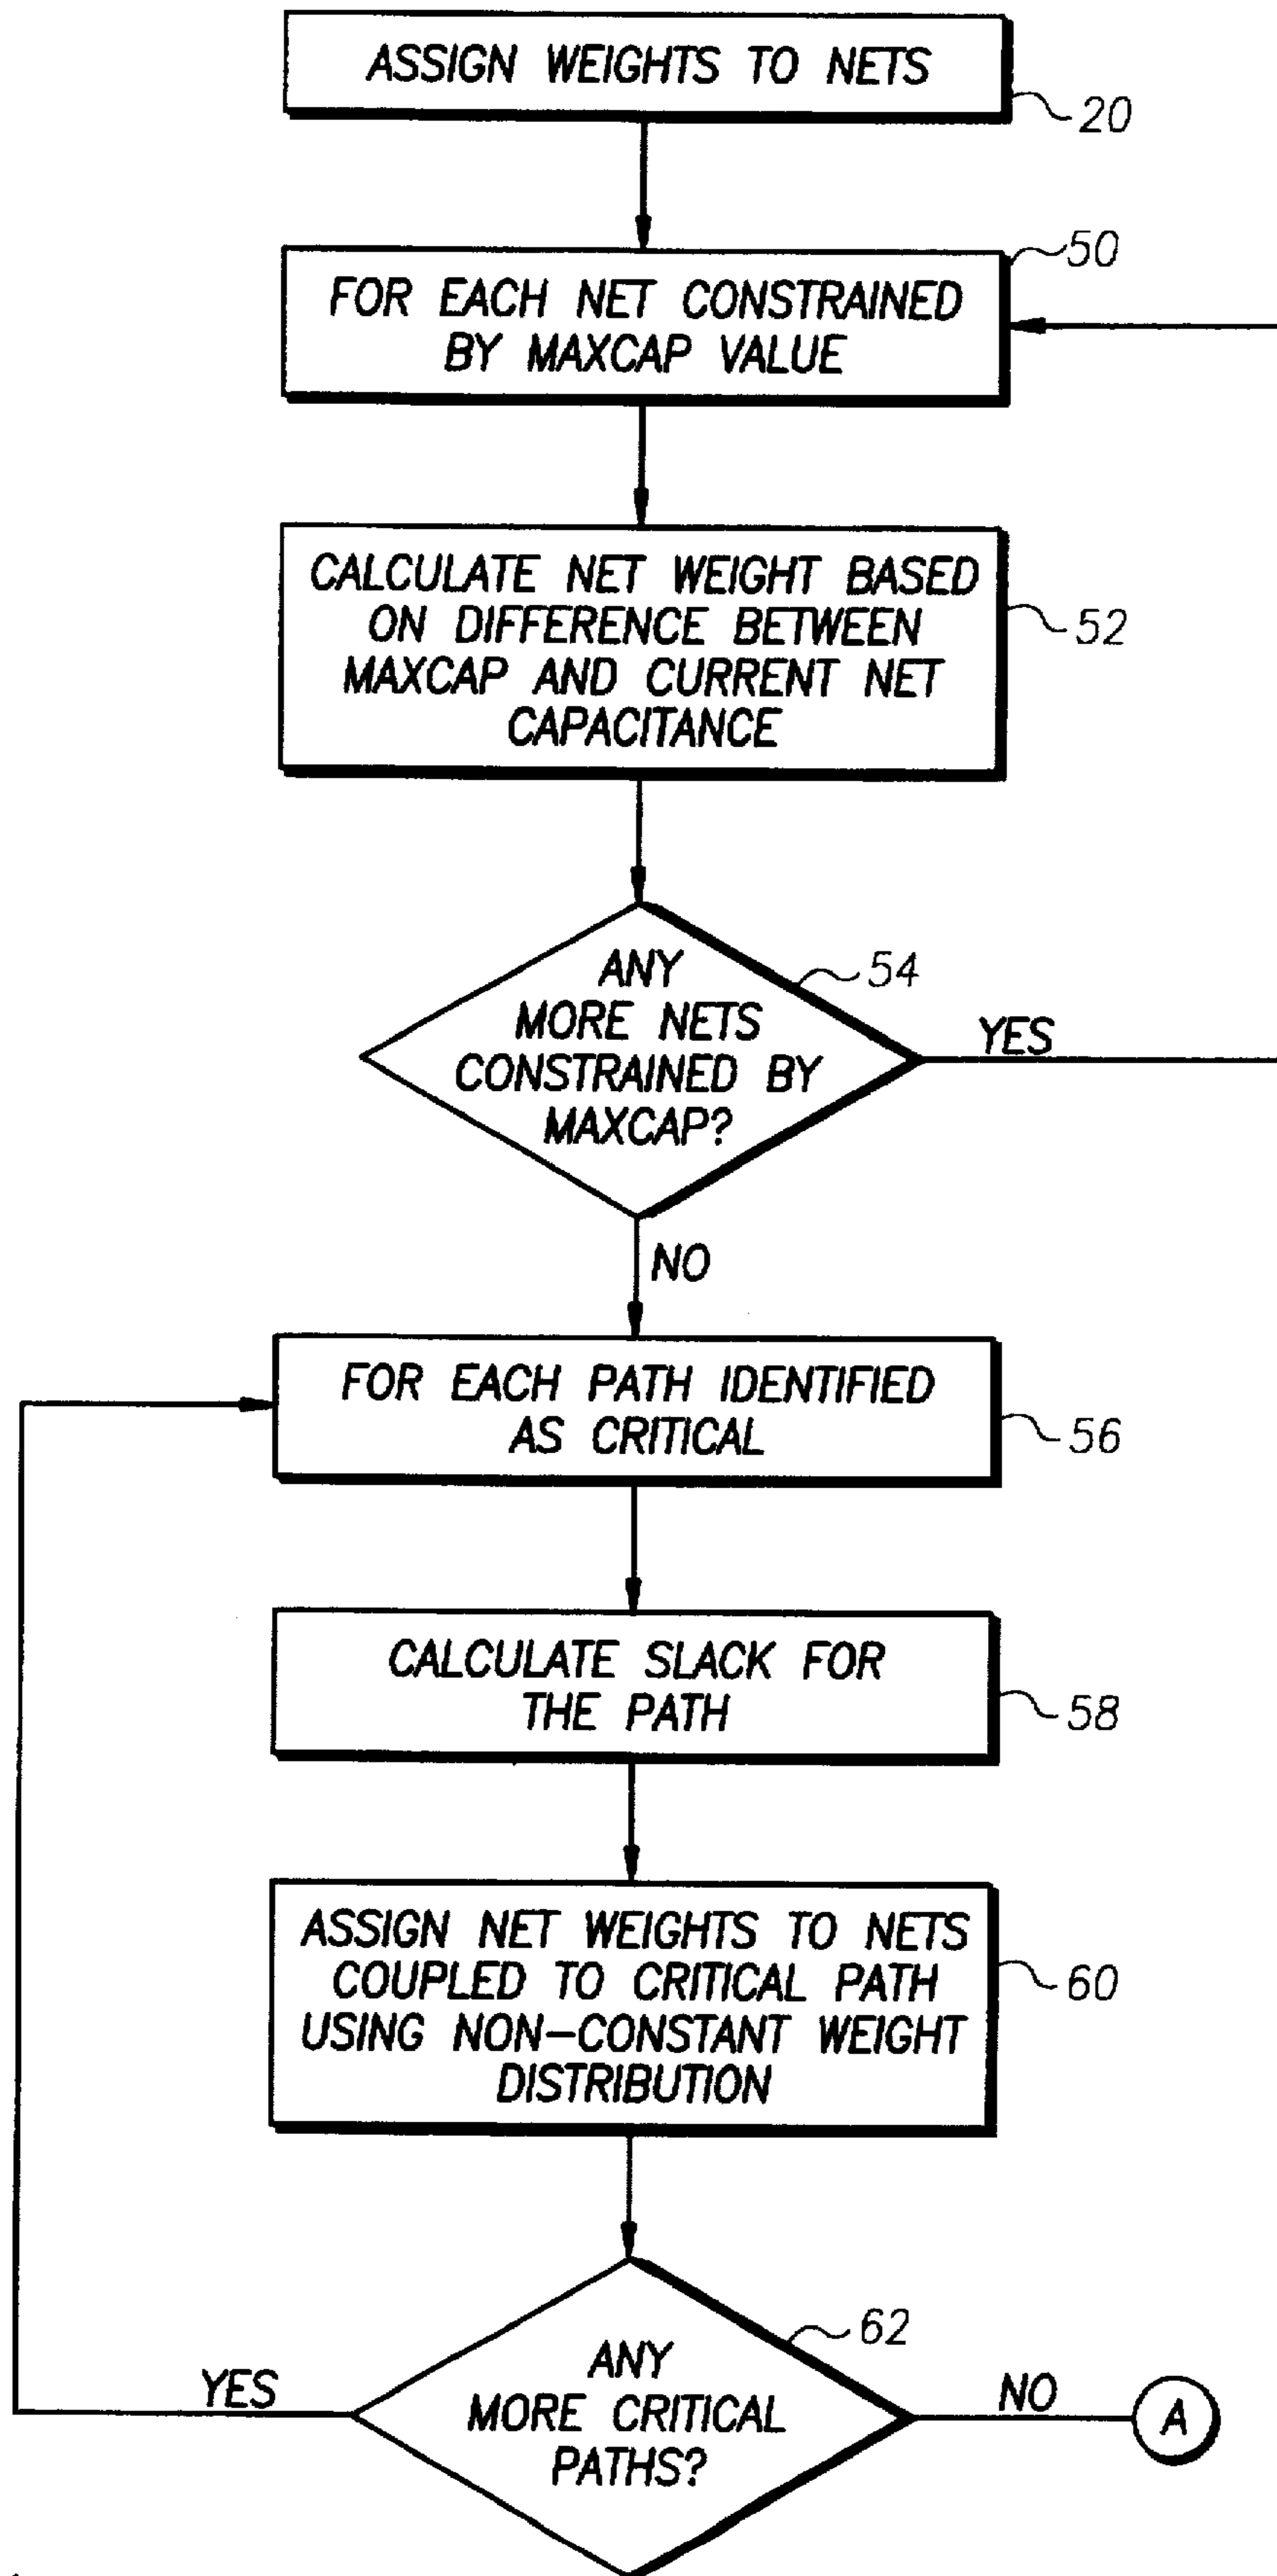 ASSIGN WEIGHTS TO NETS
20
50
FOR EACH NET CONSTRAINED
BY MAXCAP VALUE
CALCULATE NET WEIGHT BASED
ON DIFFERENCE BETWEEN
MAXCAP AND CURRENT NET
CAPACITANCE
52
54
ANY
MORE NETS
CONSTRAINED BY
MAXCAP?
YES
NO
FOR EACH PATH IDENTIFIED
AS CRITICAL
56
CALCULATE SLACK FOR
THE PATH
58
ASSIGN NET WEIGHTS TO NETS
COUPLED TO CRITICAL PATH
USING NON-CONSTANT WEIGHT
DISTRIBUTION
60
62
ANY
MORE CRITICAL
PATHS?
YES
NO
A